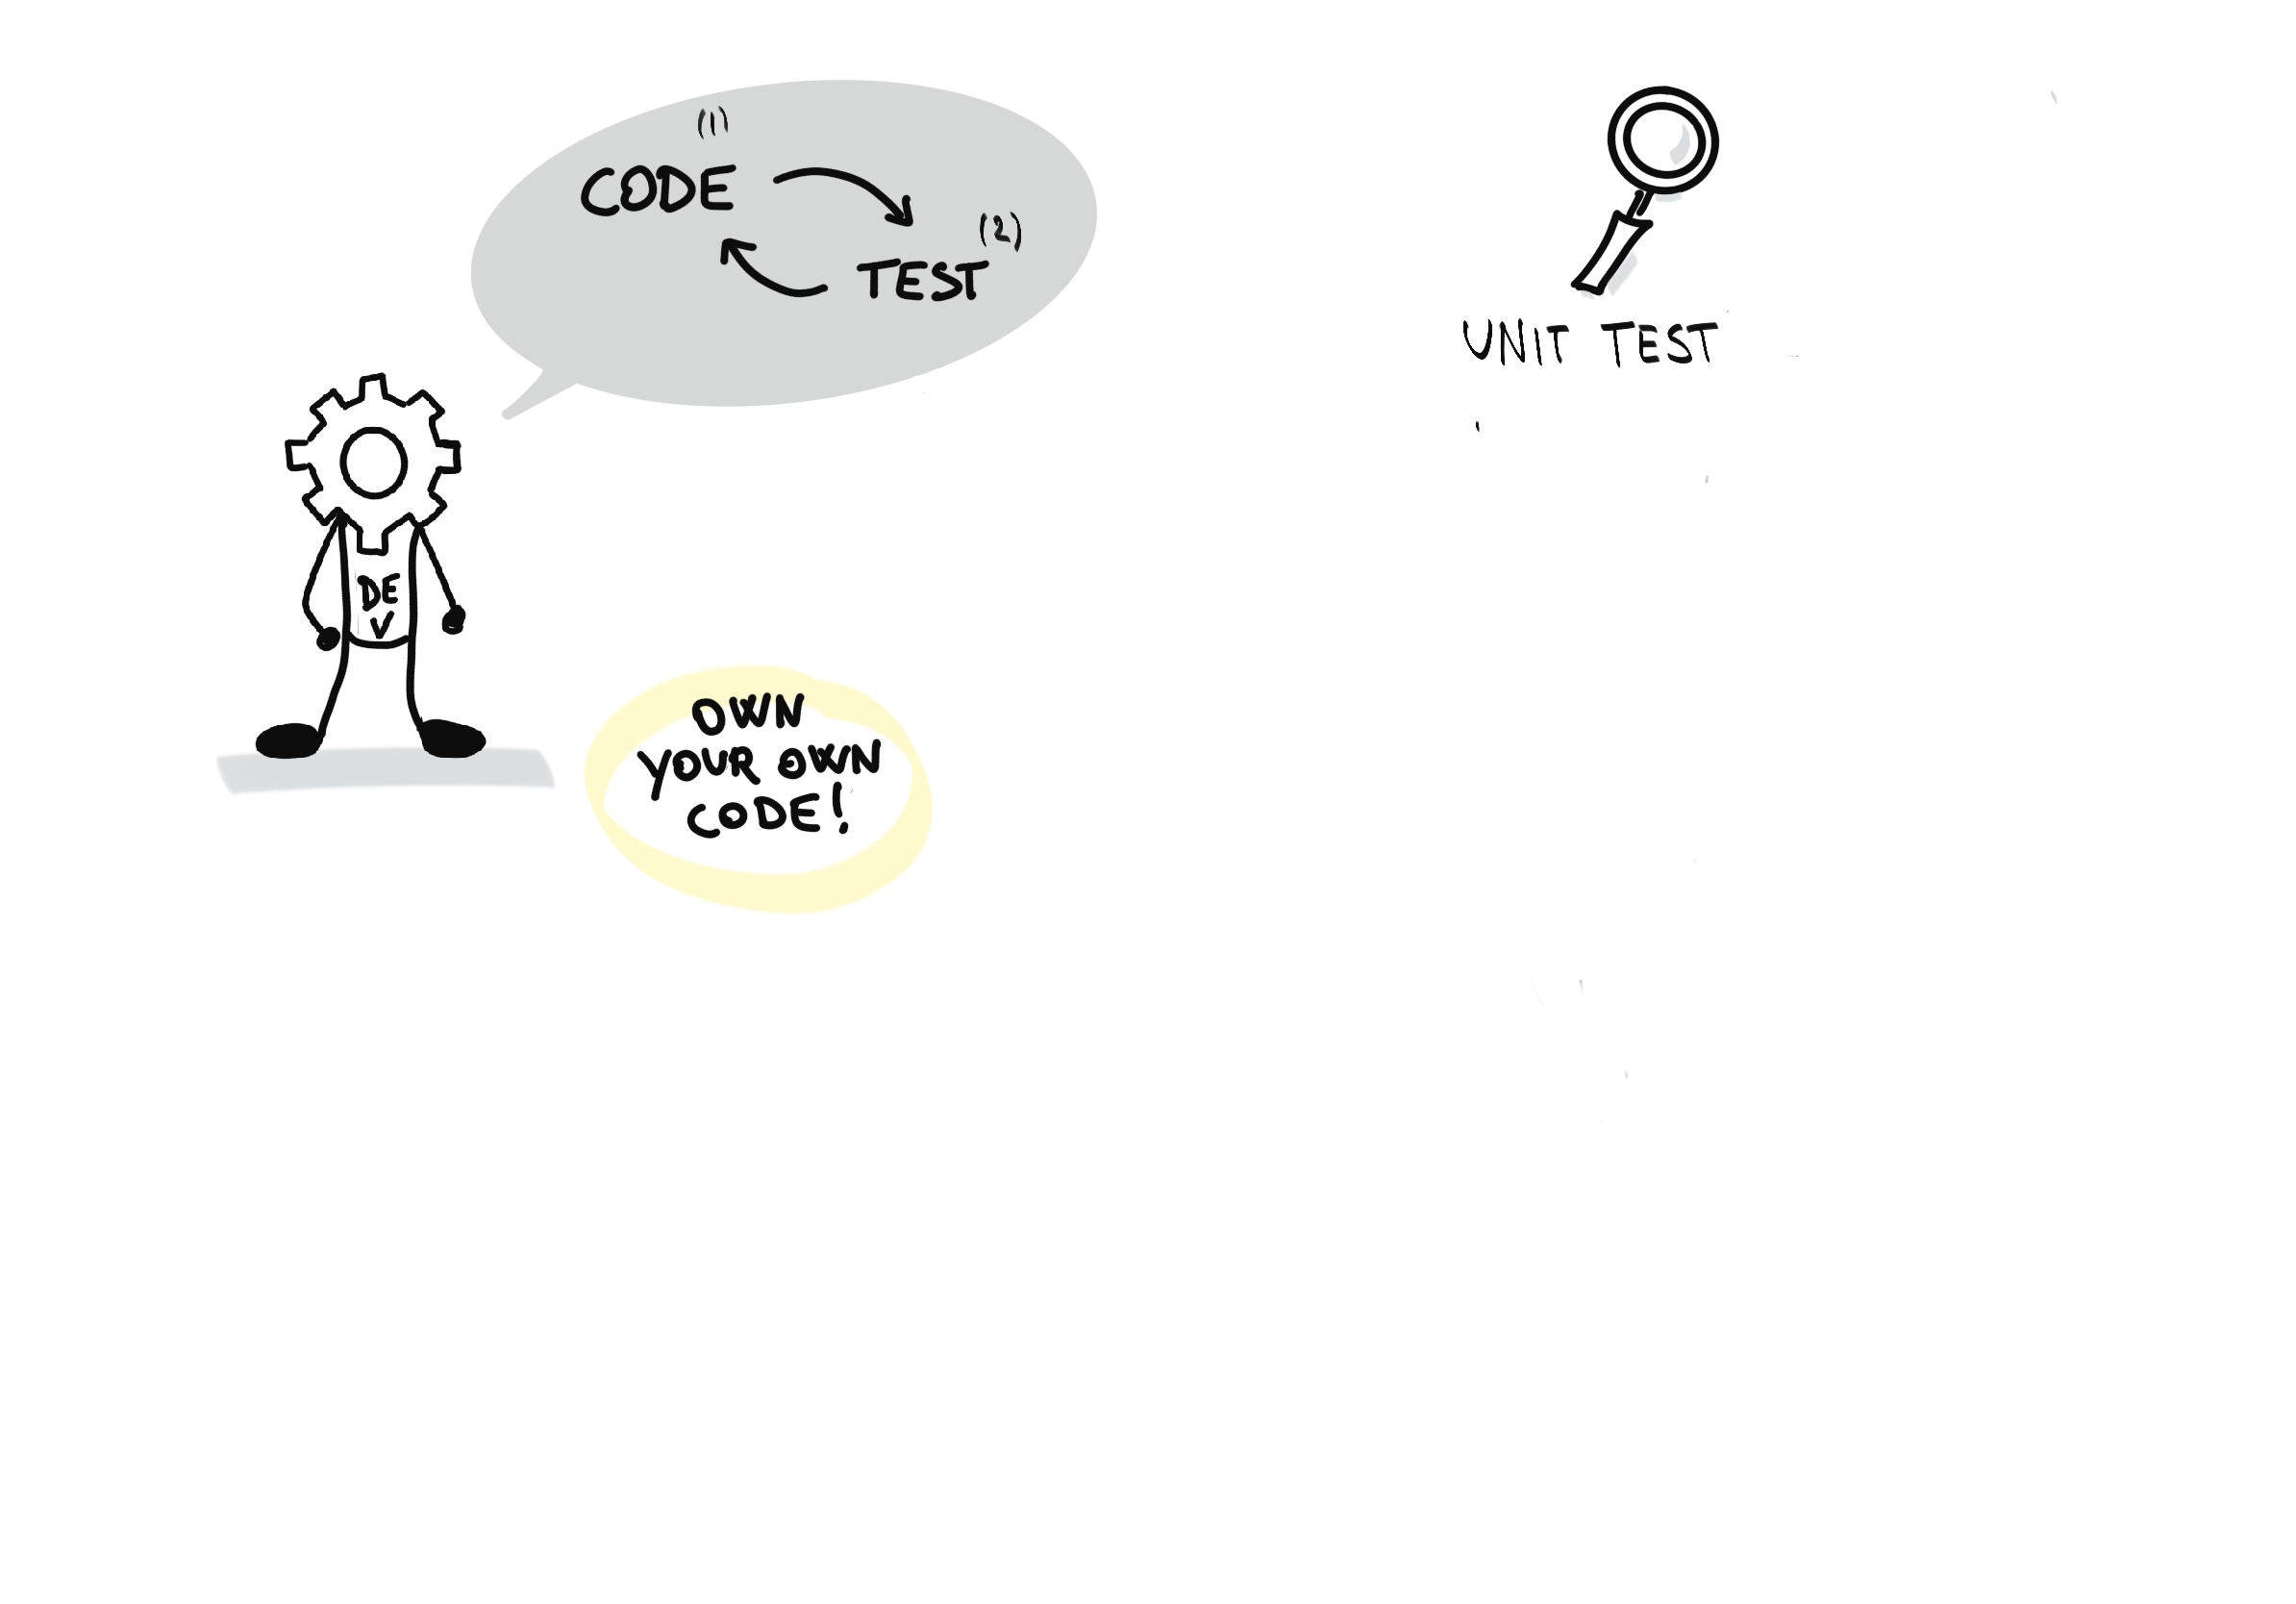 (1)
CODE
(2)
TEST
UNIT TEST
DE
V
OWN
YOUR OWN
CODE!